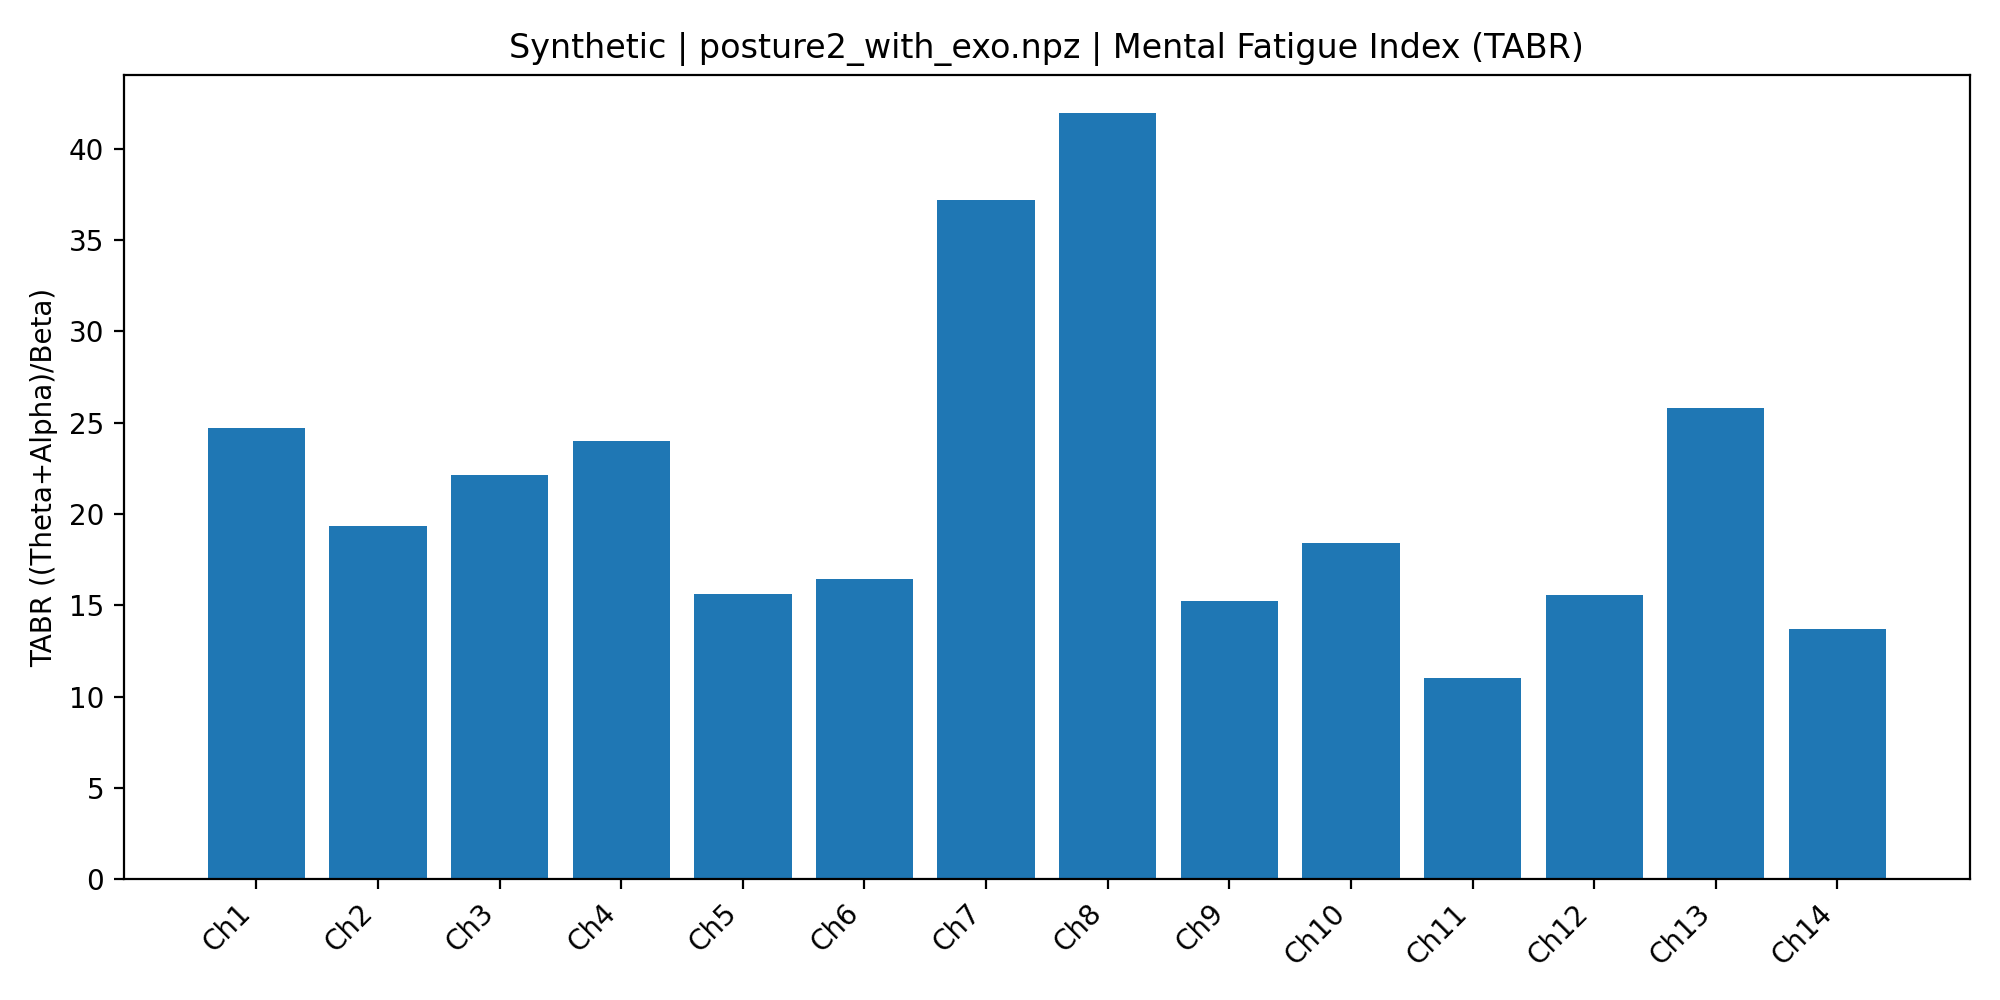 Synthetic | posture2_with_exo.npz | Mental Fatigue Index (TABR)
TABR ((Theta+Alpha)/Beta)
40
35
30
25
20
15
10
5
0
Ch1
Ch2
Ch3
Ch4
Ch5
Ch6
Ch7
Ch8
Ch9
Ch10
Ch11
Ch12
Ch13
Ch14